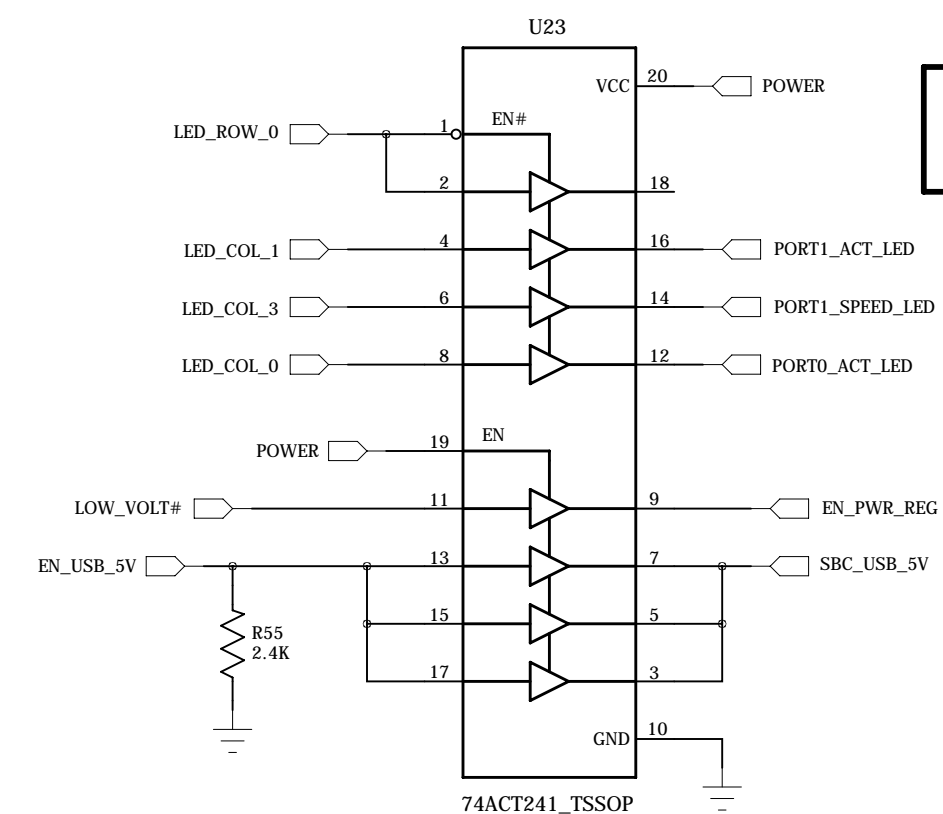 U23
VCC 20 POWER
LED_ROW_0 1 EN#
2 18
LED_COL_1 4 16 PORT1_ACT_LED
LED_COL_3 6 14 PORT1_SPEED_LED
LED_COL_0 8 12 PORT0_ACT_LED
POWER 19 EN
LOW_VOLT# 11 9 EN_PWR_REG
EN_USB_5V 13 7 SBC_USB_5V
15 5
R55
2.4K
17 3
GND 10
74ACT241_TSSOP